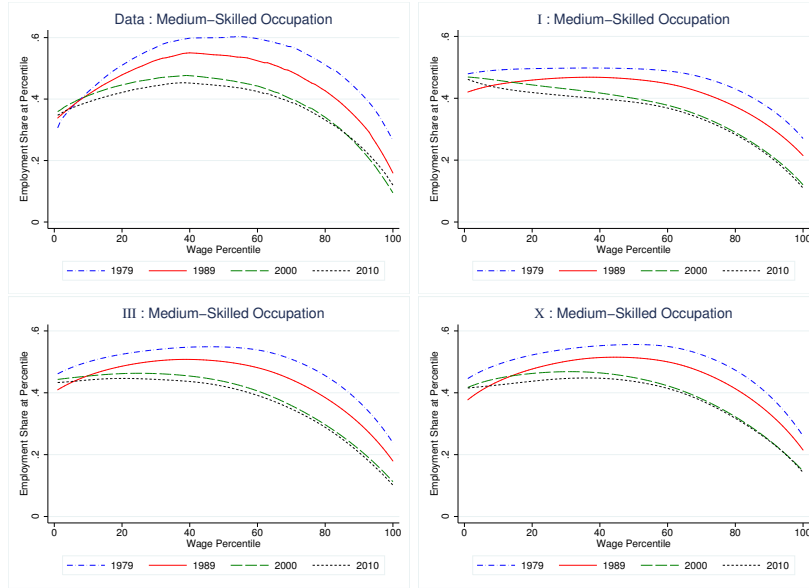 Data : Medium−Skilled Occupation
Employment Share at Percentile
0 .2 .4 .6
0 20 40 60 80 100
Wage Percentile
1979 1989 2000 2010
I : Medium−Skilled Occupation
Employment Share at Percentile
0 .2 .4 .6
0 20 40 60 80 100
Wage Percentile
1979 1989 2000 2010
III : Medium−Skilled Occupation
Employment Share at Percentile
0 .2 .4 .6
0 20 40 60 80 100
Wage Percentile
1979 1989 2000 2010
X : Medium−Skilled Occupation
Employment Share at Percentile
0 .2 .4 .6
0 20 40 60 80 100
Wage Percentile
1979 1989 2000 2010